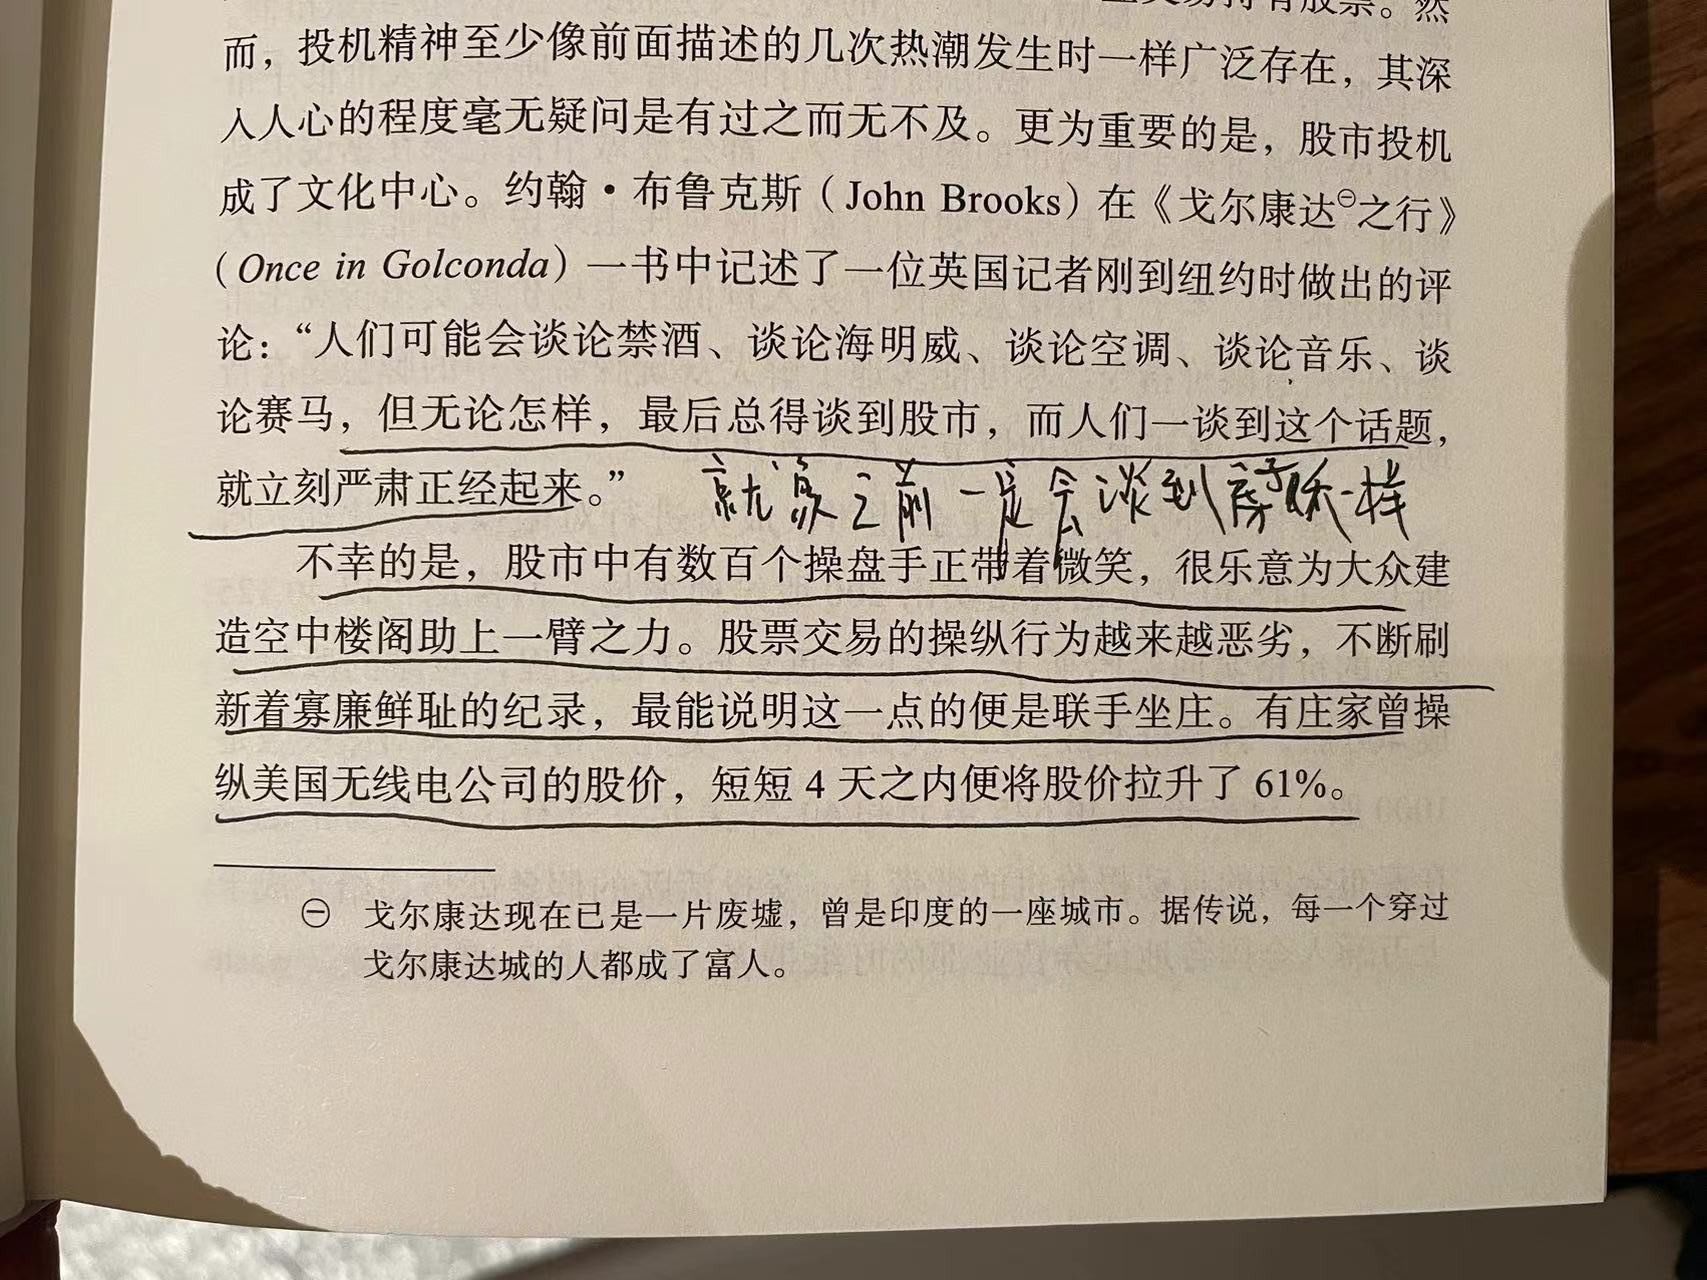 交易持有股票。然
而，投机精神至少像前面描述的几次热潮发生时一样广泛存在，其深
入人心的程度毫无疑问是有过之而无不及。更为重要的是，股市投机
成了文化中心。约翰·布鲁克斯（John Brooks）在《戈尔康达㊀之行》
（Once in Golconda）一书中记述了一位英国记者刚到纽约时做出的评
论：“人们可能会谈论禁酒、谈论海明威、谈论空调、谈论音乐、谈
论赛马，但无论怎样，最后总得谈到股市，而人们一谈到这个话题，
就立刻严肃正经起来。”
就像之前一定会谈到房一样
不幸的是，股市中有数百个操盘手正带着微笑，很乐意为大众建
造空中楼阁助上一臂之力。股票交易的操纵行为越来越恶劣，不断刷
新着寡廉鲜耻的纪录，最能说明这一点的便是联手坐庄。有庄家曾操
纵美国无线电公司的股价，短短 4 天之内便将股价拉升了 61%。
㊀ 戈尔康达现在已是一片废墟，曾是印度的一座城市。据传说，每一个穿过
戈尔康达城的人都成了富人。